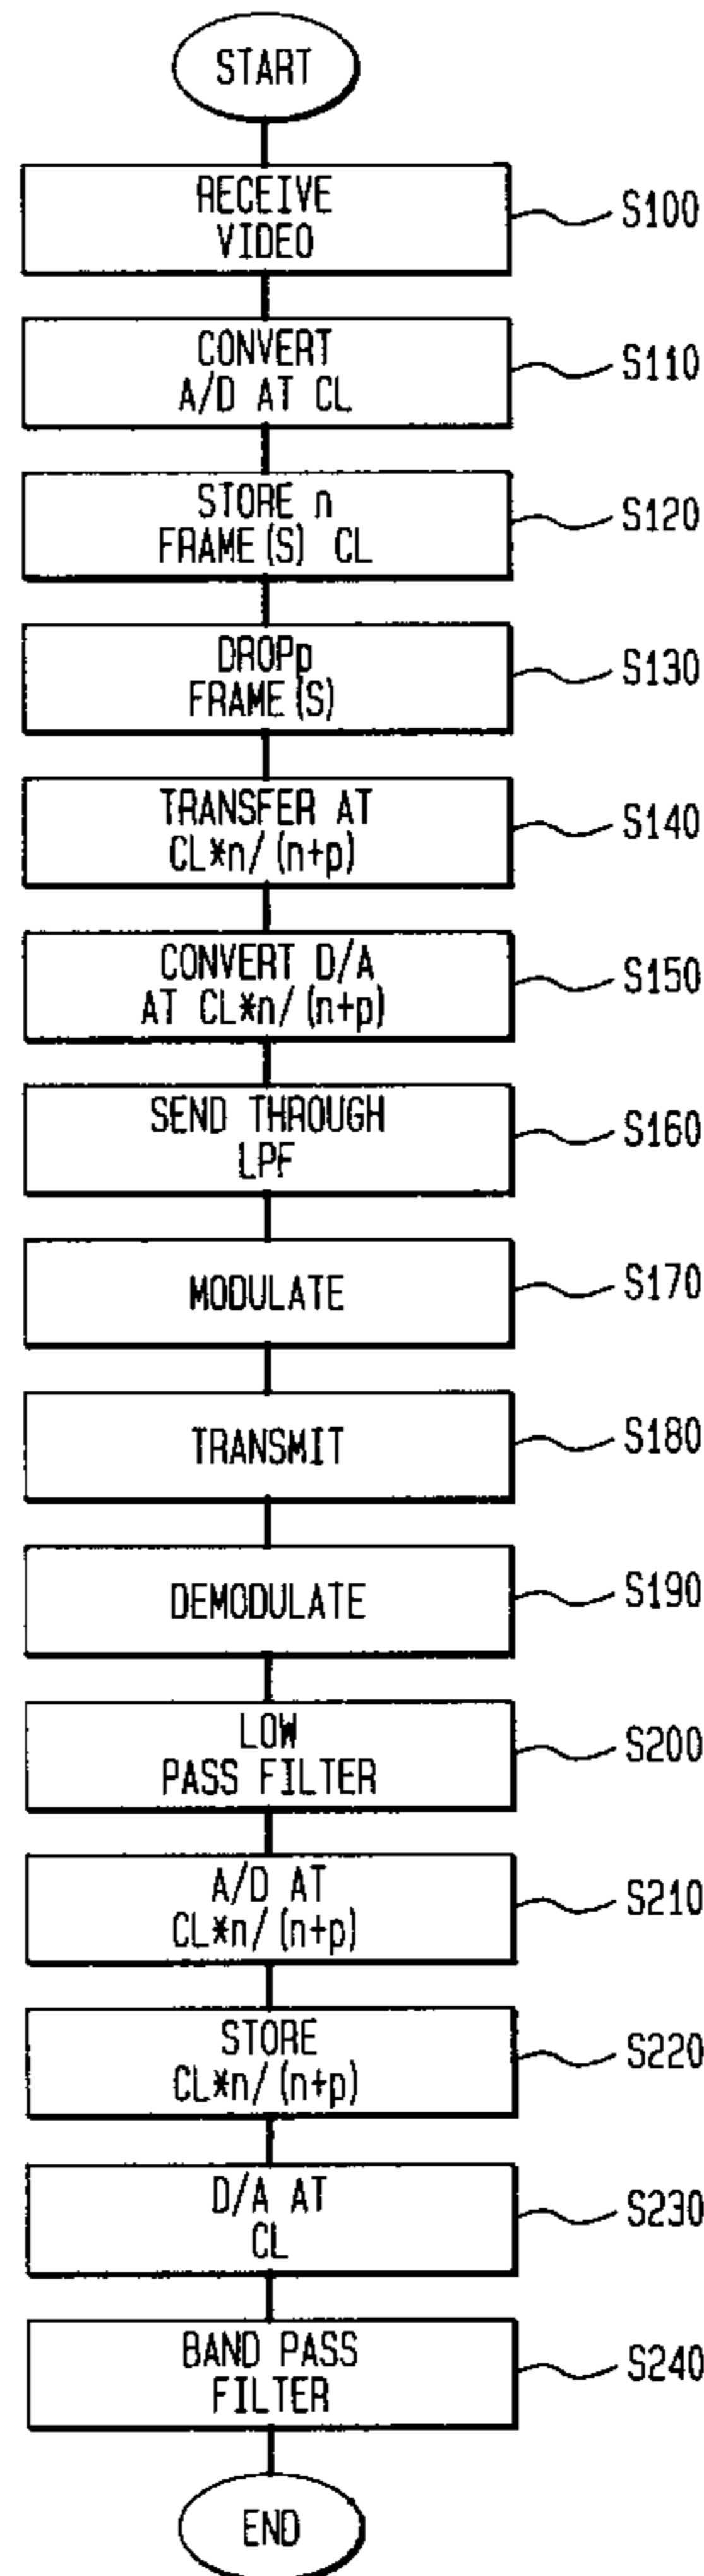 START
RECEIVE
VIDEO
S100
CONVERT
A/D AT CL
S110
STORE n
FRAME(S) CL
S120
DROPp
FRAME(S)
S130
TRANSFER AT
CL*n/(n+p)
S140
CONVERT D/A
AT CL*n/(n+p)
S150
SEND THROUGH
LPF
S160
MODULATE
S170
TRANSMIT
S180
DEMODULATE
S190
LOW
PASS FILTER
S200
A/D AT
CL*n/(n+p)
S210
STORE
CL*n/(n+p)
S220
D/A AT
CL
S230
BAND PASS
FILTER
S240
END